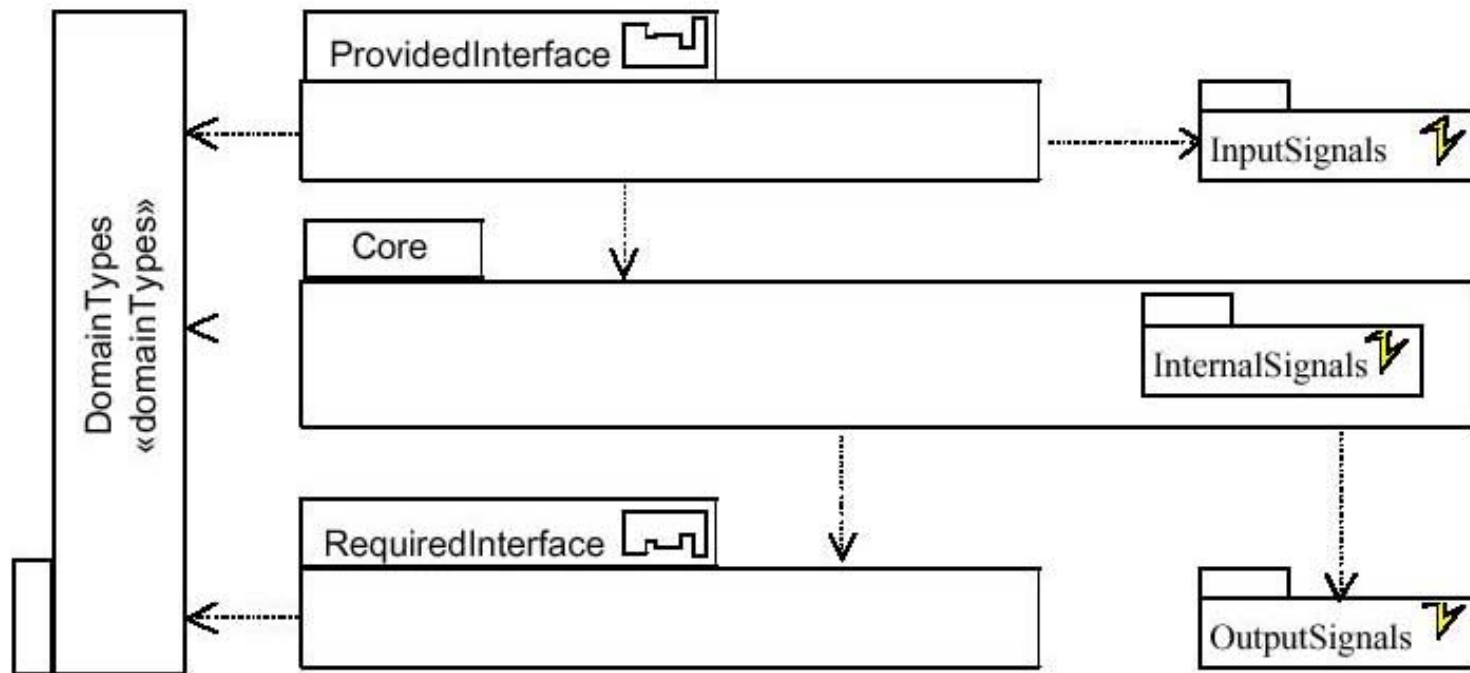 ProvidedInterface
InputSignals
DomainTypes
«domainTypes»
Core
InternalSignals
RequiredInterface
OutputSignals